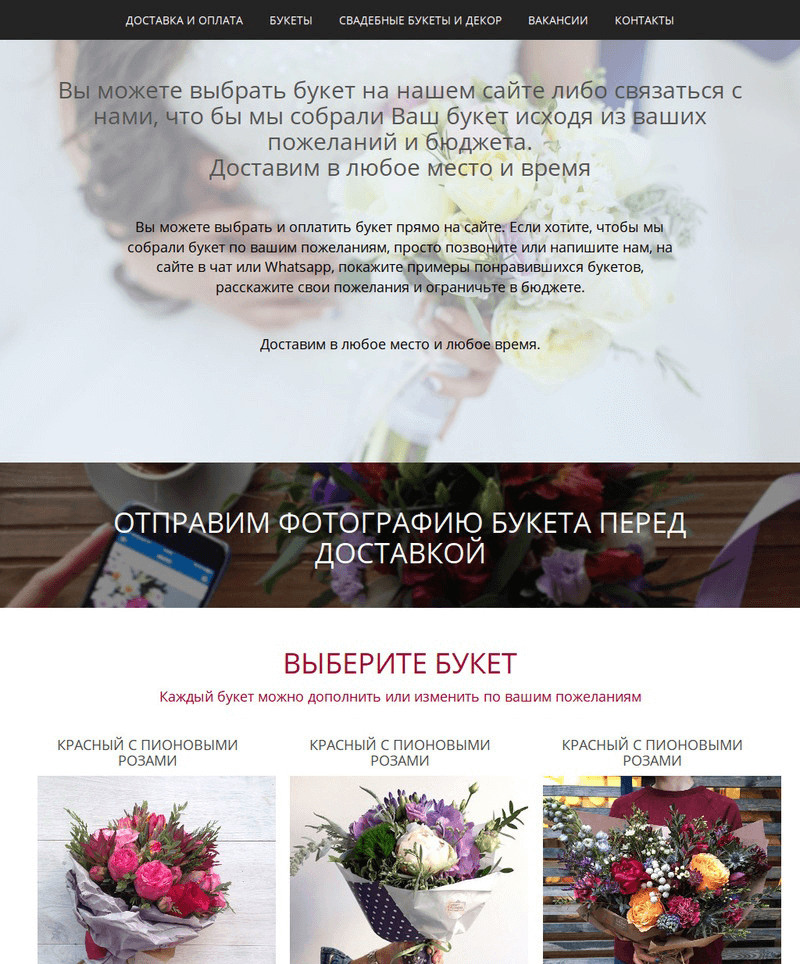 ДОСТАВКА И ОПЛАТА БУКЕТЫ СВАДЕБНЫЕ БУКЕТЫ И ДЕКОР ВАКАНСИИ КОНТАКТЫ
Вы можете выбрать букет на нашем сайте либо связаться с
нами, что бы мы собрали Ваш букет исходя из ваших
пожеланий и бюджета.
Доставим в любое место и время
Вы можете выбрать и оплатить букет прямо на сайте. Если хотите, чтобы мы
собрали букет по вашим пожеланиям, просто позвоните или напишите нам, на
сайте в чат или Whatsapp, покажите примеры понравившихся букетов,
расскажите свои пожелания и ограничьте в бюджете.
Доставим в любое место и любое время.
ОТПРАВИМ ФОТОГРАФИЮ БУКЕТА ПЕРЕД
ДОСТАВКОЙ
ВЫБЕРИТЕ БУКЕТ
Каждый букет можно дополнить или изменить по вашим пожеланиям
КРАСНЫЙ С ПИОНОВЫМИ
РОЗАМИ
КРАСНЫЙ С ПИОНОВЫМИ
РОЗАМИ
КРАСНЫЙ С ПИОНОВЫМИ
РОЗАМИ